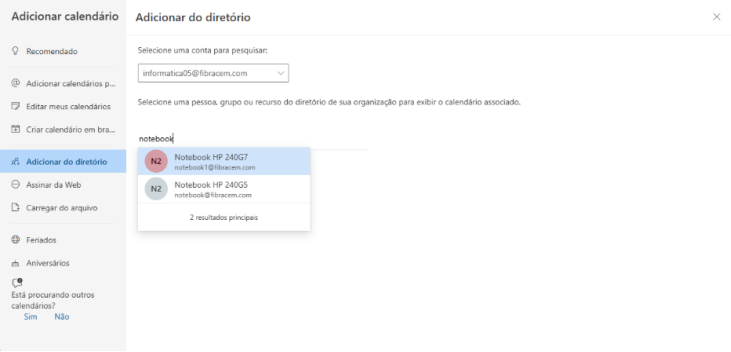 Adicionar calendário
Recomendado
Adicionar calendários p...
Editar meus calendários
Criar calendário em bra...
Adicionar do diretório
Assinar da Web
Carregar do arquivo
Feriados
Aniversários
Está procurando outros
calendários?
Sim Não
Adicionar do diretório
Selecione uma conta para pesquisar:
informatica05@fibracem.com
Selecione uma pessoa, grupo ou recurso do diretório de sua organização para exibir o calendário associado.
notebook
N2
Notebook HP 240G7
notebook1@fibracem.com
N2
Notebook HP 240G5
notebook@fibracem.com
2 resultados principais